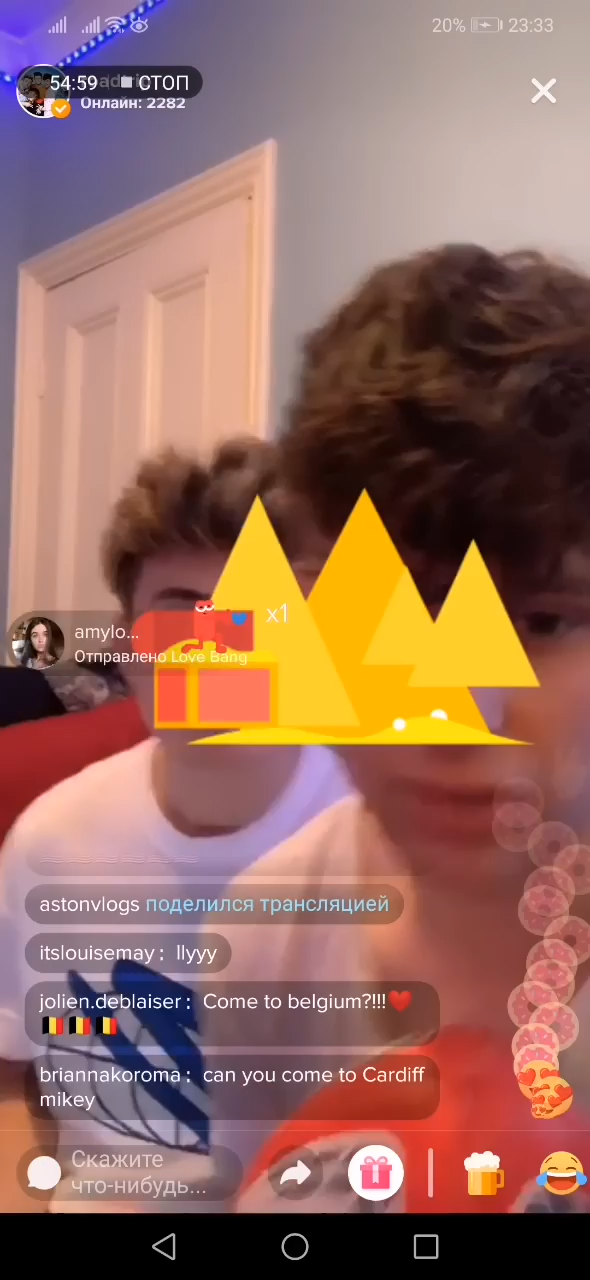 20% 23:33
54:59 СТОП
Онлайн: 2282
x1
amylo...
Отправлено Love Bang
astonvlogs поделился трансляцией
itslouisemay: llyyy
jolien.deblaiser: Come to belgium?!!!❤️
🇧🇪🇧🇪🇧🇪
briannakoroma: can you come to Cardiff
mikey
Скажите
что-нибудь...